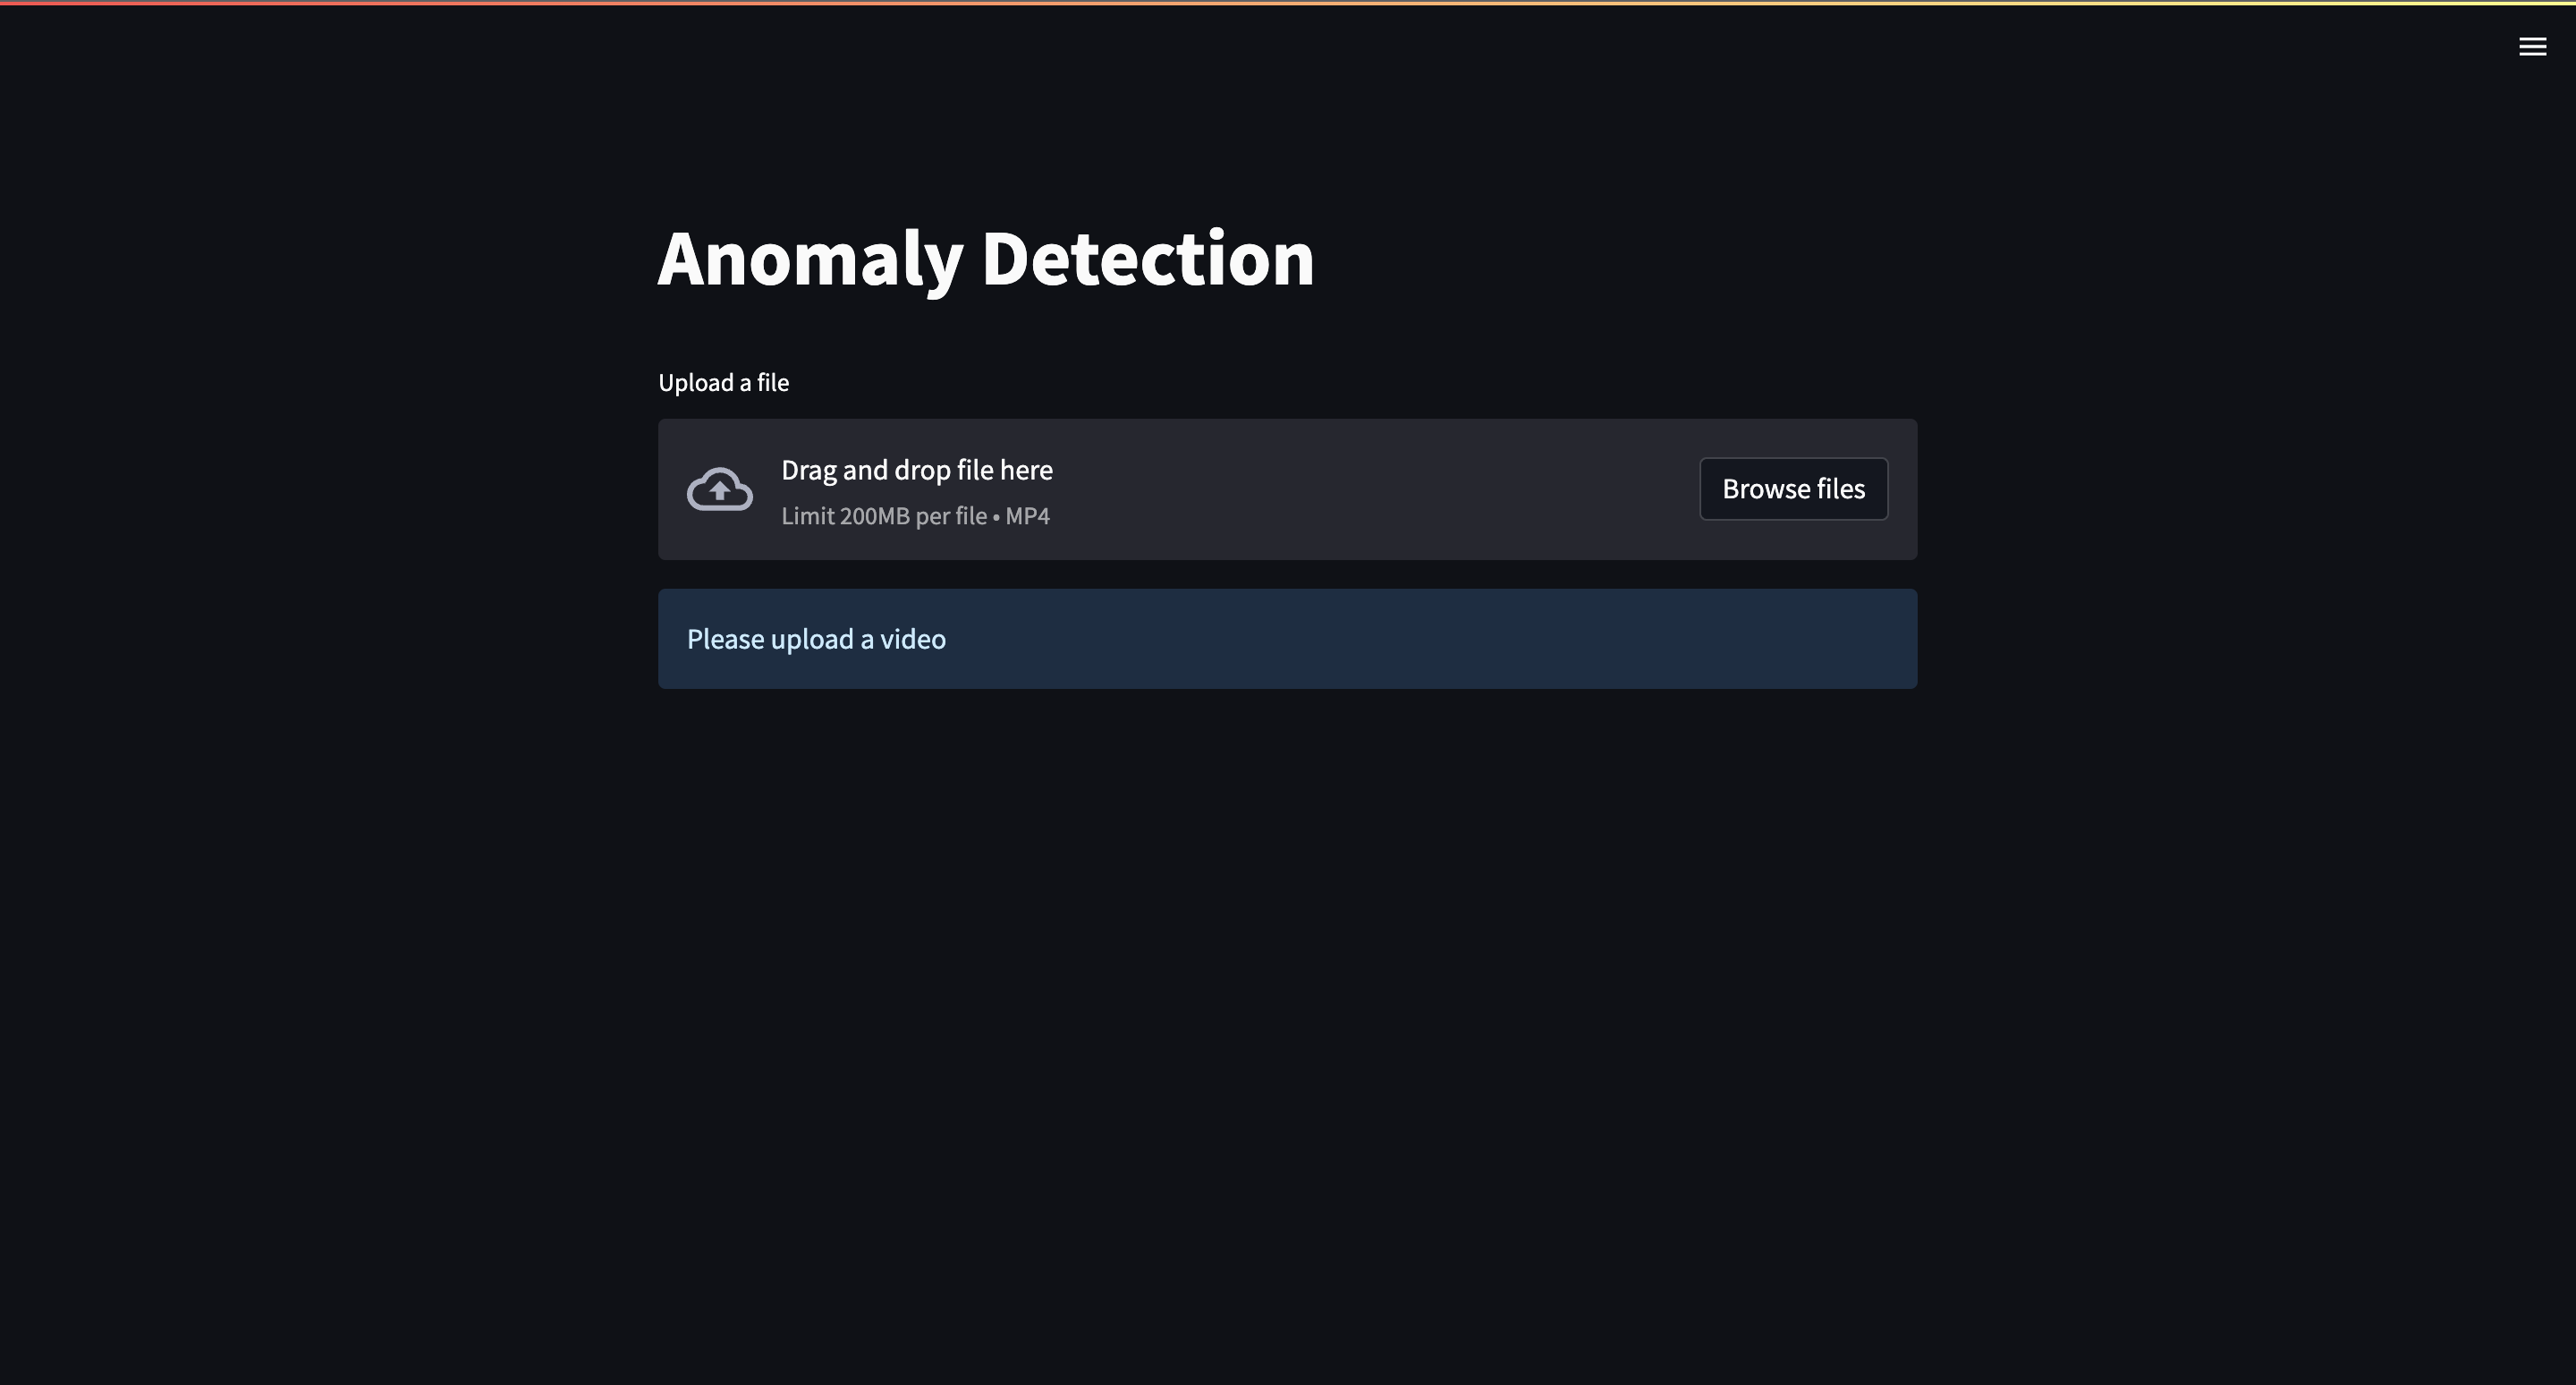 Anomaly Detection
Upload a file
Drag and drop file here
Limit 200MB per file • MP4
Browse files
Please upload a video